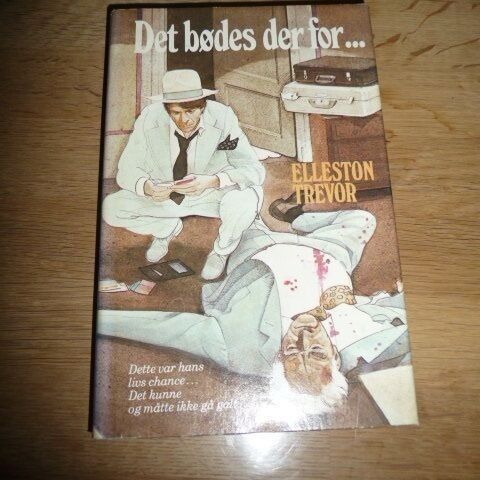 Det bødes der for...
ELLESTON
TREVOR
Dette var hans
livs chance...
Det kunne
og måtte ikke gå galt